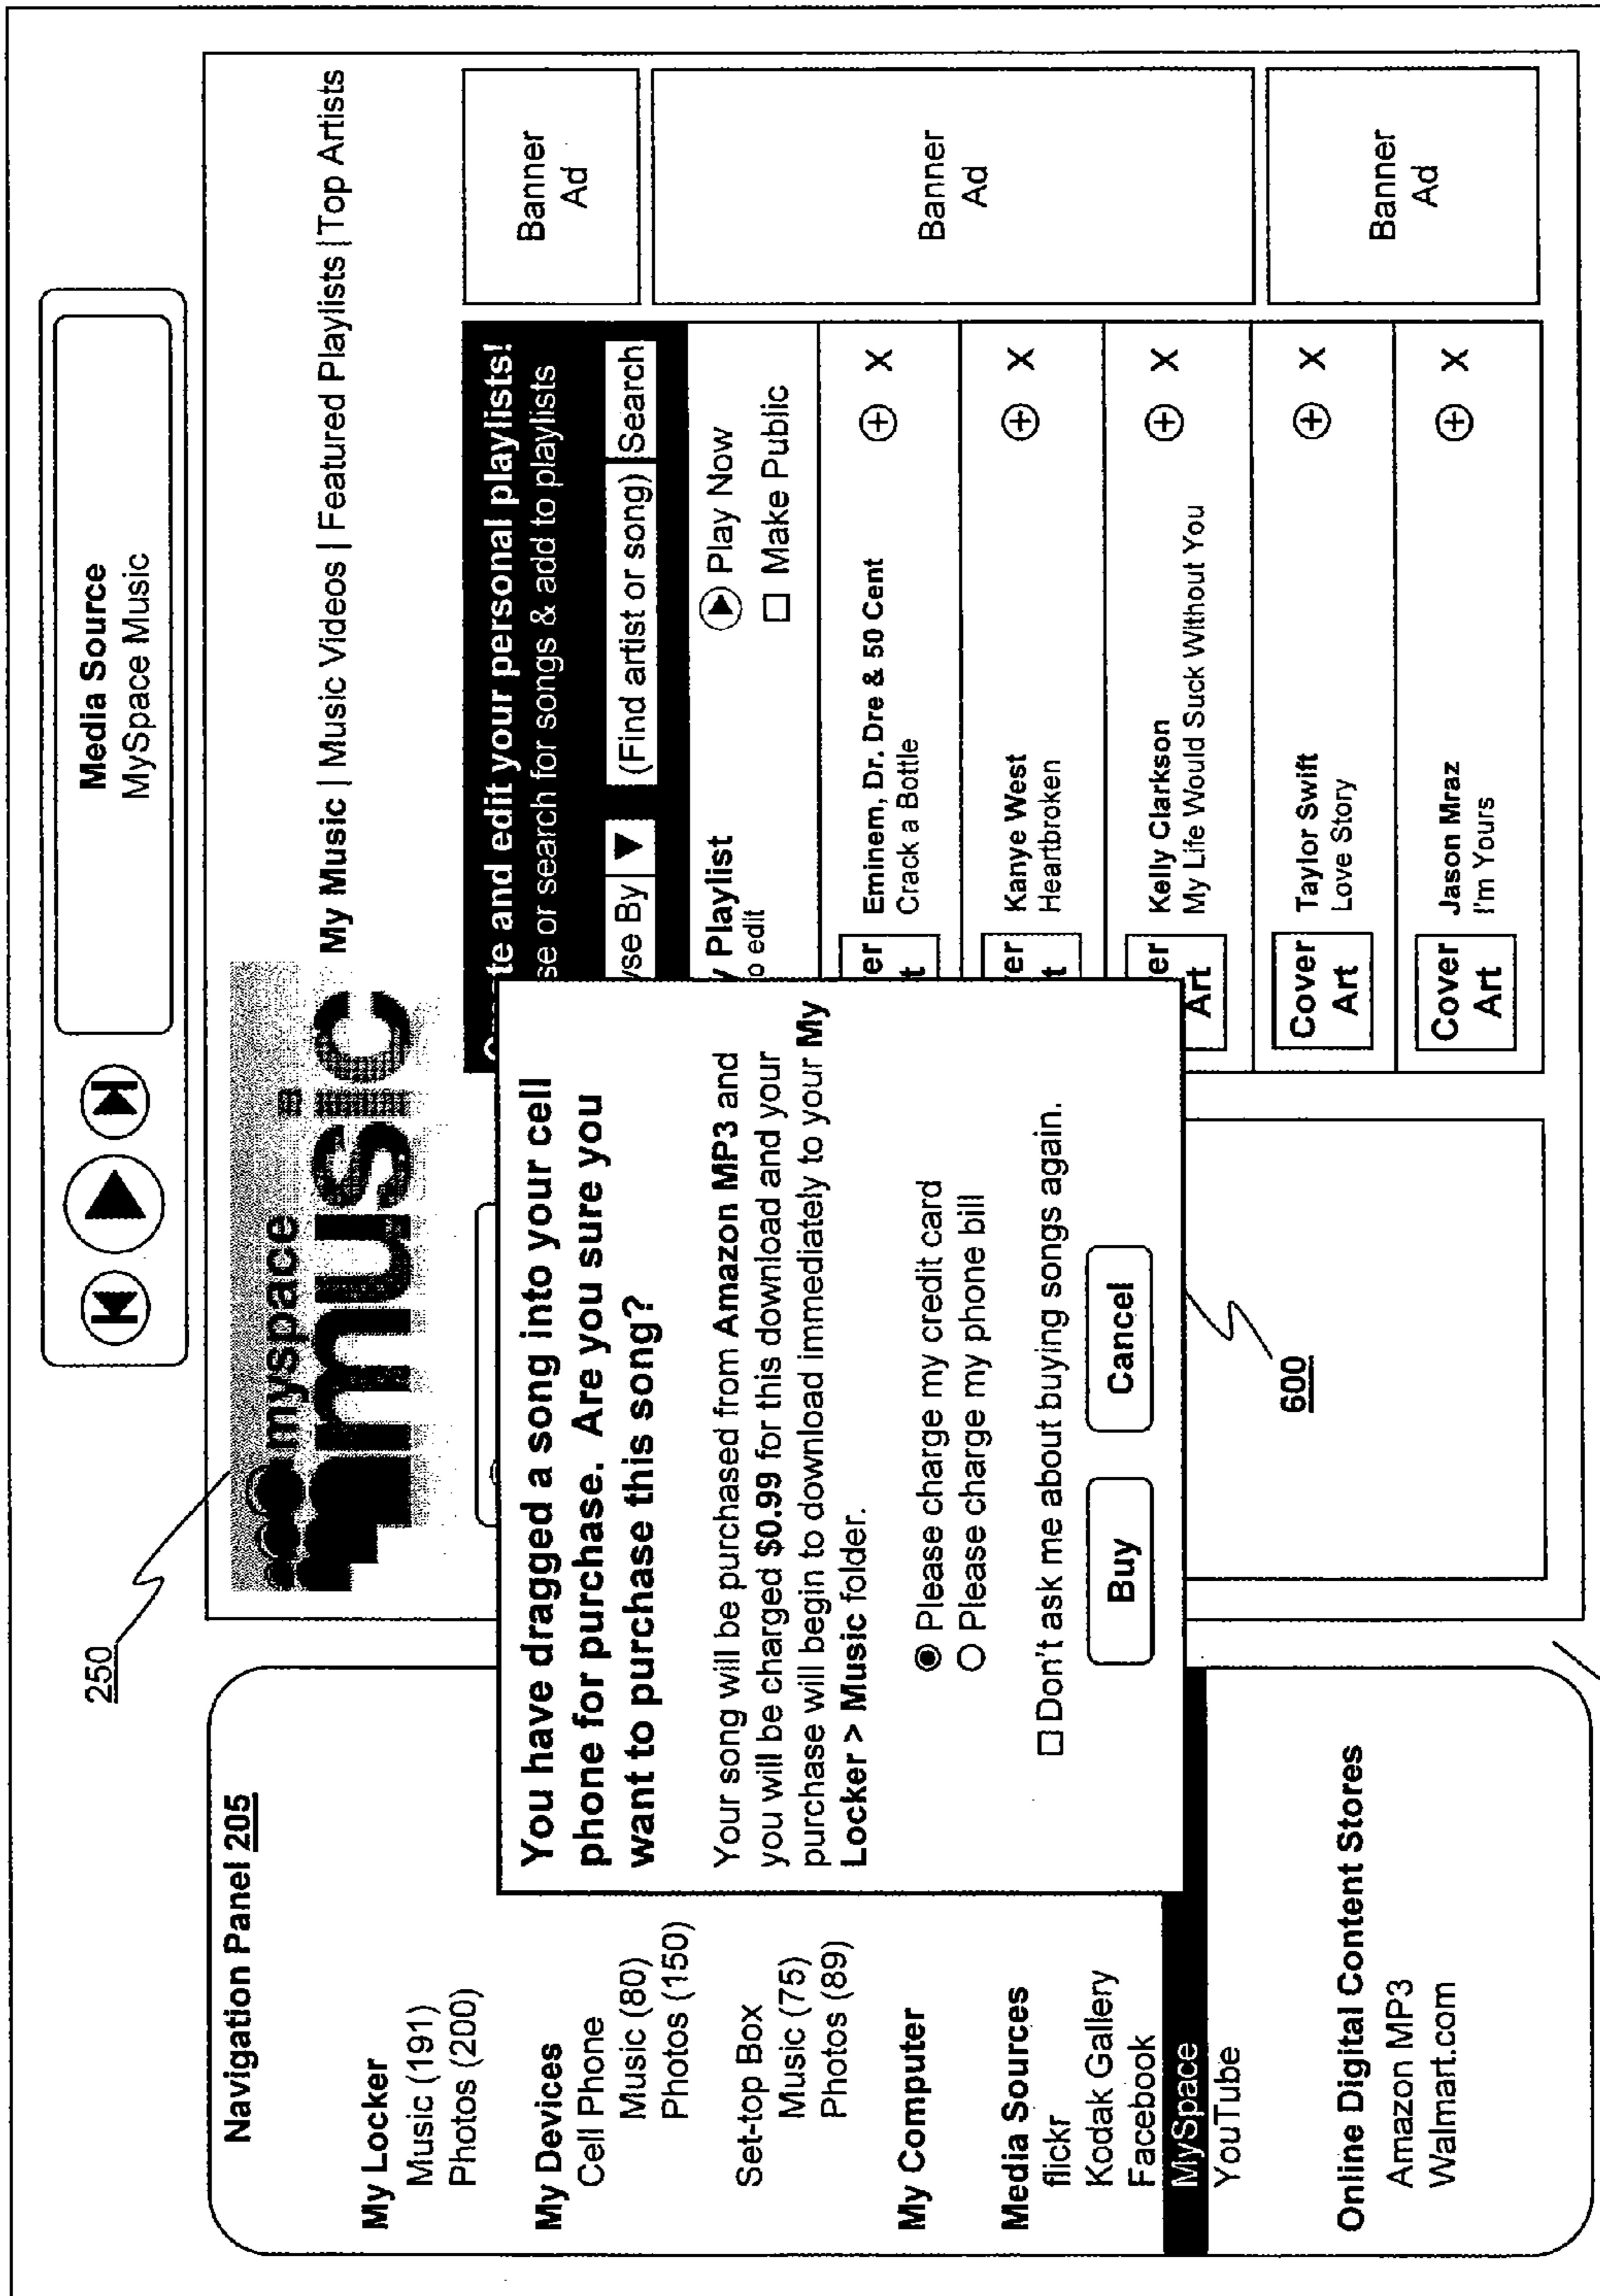 Media Source
MySpace Music
250
Navigation Panel 205
My Locker
Music (191)
Photos (200)
My Devices
Cell Phone
Music (80)
Photos (150)
Set-top Box
Music (75)
Photos (89)
My Computer
Media Sources
flickr
Kodak Gallery
Facebook
MySpace
YouTube
Online Digital Content Stores
Amazon MP3
Walmart.com
myspace
music
My Music | Music Videos | Featured Playlists | Top Artists
te and edit your personal playlists!
se or search for songs & add to playlists
wse By ▼ (Find artist or song) Search
y Playlist
o edit
Play Now
☐ Make Public
er
t
Eminem, Dr. Dre & 50 Cent
Crack a Bottle
X
er
t
Kanye West
Heartbroken
X
er
Art
Kelly Clarkson
My Life Would Suck Without You
X
Cover
Art
Taylor Swift
Love Story
X
Cover
Art
Jason Mraz
I'm Yours
X
Banner
Ad
Banner
Ad
Banner
Ad
You have dragged a song into your cell
phone for purchase. Are you sure you
want to purchase this song?
Your song will be purchased from Amazon MP3 and
you will be charged $0.99 for this download and your
purchase will begin to download immediately to your My
Locker > Music folder.
Please charge my credit card
Please charge my phone bill
☐ Don't ask me about buying songs again.
Buy
Cancel
600